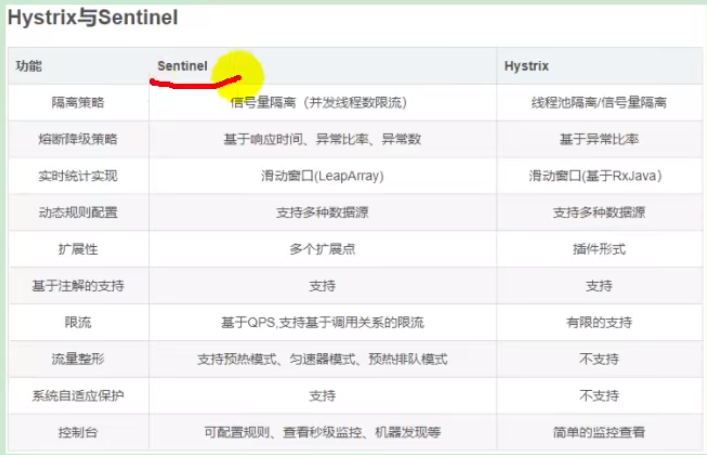 Hystrix与Sentinel
功能 Sentinel Hystrix
隔离策略 信号量隔离（并发线程数限流） 线程池隔离/信号量隔离
熔断降级策略 基于响应时间、异常比率、异常数 基于异常比率
实时统计实现 滑动窗口(LeapArray) 滑动窗口(基于RxJava）
动态规则配置 支持多种数据源 支持多种数据源
扩展性 多个扩展点 插件形式
基于注解的支持 支持 支持
限流 基于QPS,支持基于调用关系的限流 有限的支持
流量整形 支持预热模式、匀速器模式、预热排队模式 不支持
系统自适应保护 支持 不支持
控制台 可配置规则、查看秒级监控、机器发现等 简单的监控查看